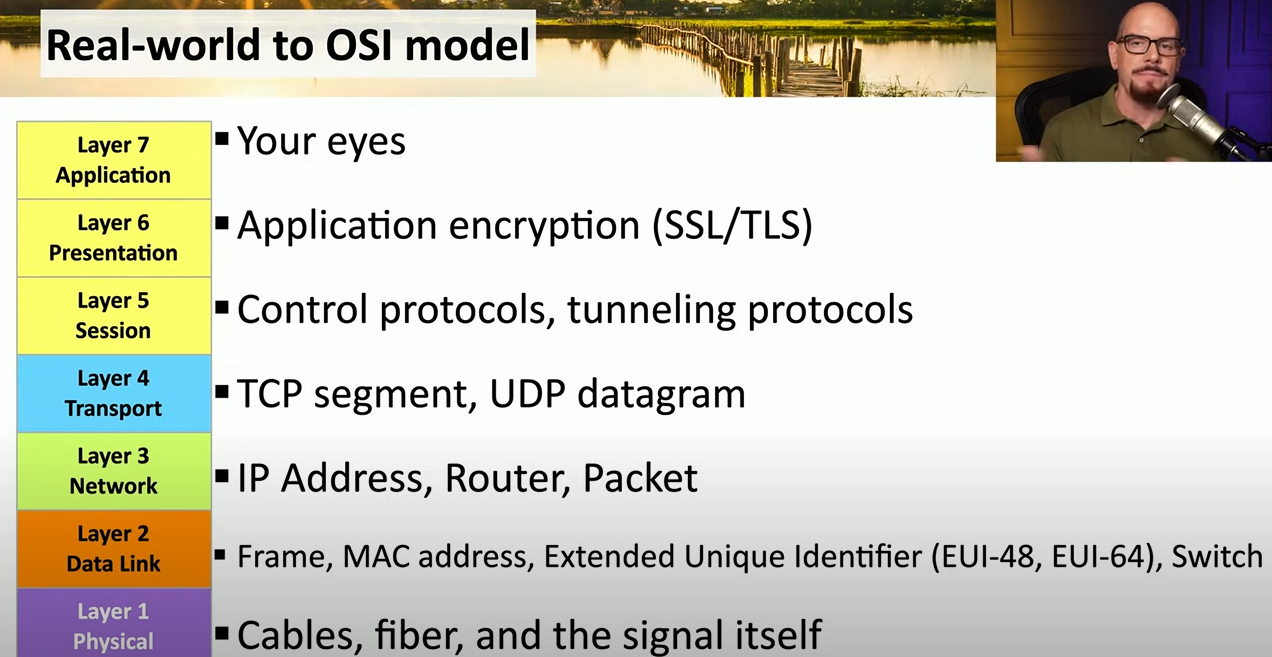 Real-world to OSI model
Layer 7
Application
▪ Your eyes
Layer 6
Presentation
▪ Application encryption (SSL/TLS)
Layer 5
Session
▪ Control protocols, tunneling protocols
Layer 4
Transport
▪ TCP segment, UDP datagram
Layer 3
Network
▪ IP Address, Router, Packet
Layer 2
Data Link
▪ Frame, MAC address, Extended Unique Identifier (EUI-48, EUI-64), Switch
Layer 1
Physical
▪ Cables, fiber, and the signal itself